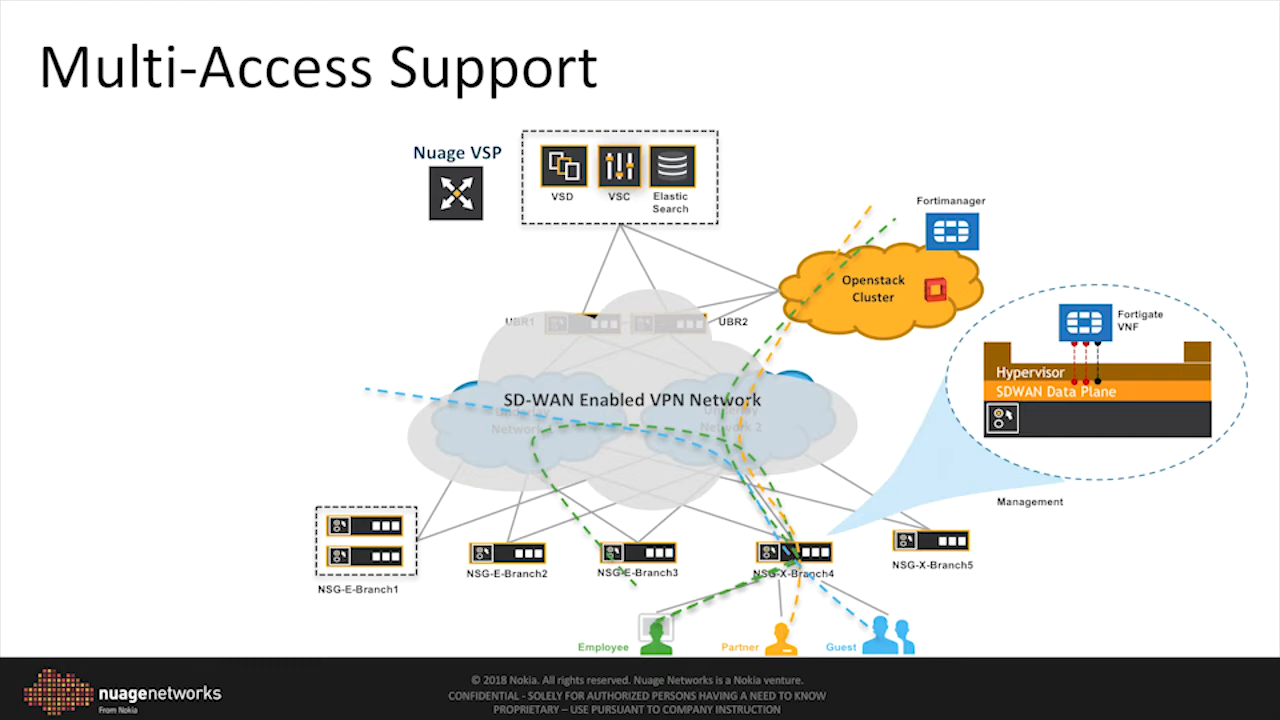 Multi-Access Support
Nuage VSP
VSD
VSC
Elastic
Search
Fortimanager
Openstack
Cluster
Fortigate
VNF
UBR1
UBR2
Hypervisor
SDWAN Data Plane
SD-WAN Enabled VPN Network
Underlay
Network
Underlay
Network 2
Management
NSG-E-Branch1
NSG-E-Branch2
NSG-E-Branch3
NSG-X-Branch4
NSG-X-Branch5
Employee
Partner
Guest
nuagenetworks
From Nokia
© 2018 Nokia. All rights reserved. Nuage Networks is a Nokia venture.
CONFIDENTIAL - SOLELY FOR AUTHORIZED PERSONS HAVING A NEED TO KNOW
PROPRIETARY – USE PURSUANT TO COMPANY INSTRUCTION